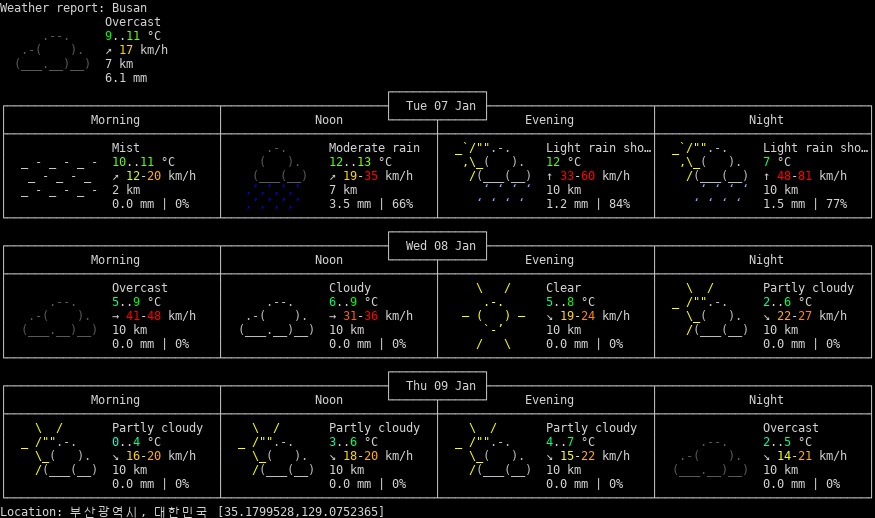 Weather report: Busan
Overcast
9..11 °C
↗ 17 km/h
7 km
6.1 mm
Tue 07 Jan
Morning Noon Evening Night
Mist Moderate rain Light rain sho… Light rain sho…
10..11 °C 12..13 °C 12 °C 7 °C
↗ 12-20 km/h ↗ 19-35 km/h ↑ 33-60 km/h ↑ 48-81 km/h
2 km 7 km 10 km 10 km
0.0 mm | 0% 3.5 mm | 66% 1.2 mm | 84% 1.5 mm | 77%
Wed 08 Jan
Morning Noon Evening Night
Overcast Cloudy Clear Partly cloudy
5..9 °C 6..9 °C 5..8 °C 2..6 °C
→ 41-48 km/h → 31-36 km/h ↘ 19-24 km/h ↘ 22-27 km/h
10 km 10 km 10 km 10 km
0.0 mm | 0% 0.0 mm | 0% 0.0 mm | 0% 0.0 mm | 0%
Thu 09 Jan
Morning Noon Evening Night
Partly cloudy Partly cloudy Partly cloudy Overcast
0..4 °C 3..6 °C 4..7 °C 2..5 °C
↘ 16-20 km/h ↘ 18-20 km/h ↘ 15-22 km/h ↘ 14-21 km/h
10 km 10 km 10 km 10 km
0.0 mm | 0% 0.0 mm | 0% 0.0 mm | 0% 0.0 mm | 0%
Location: 부산광역시, 대한민국 [35.1799528,129.0752365]